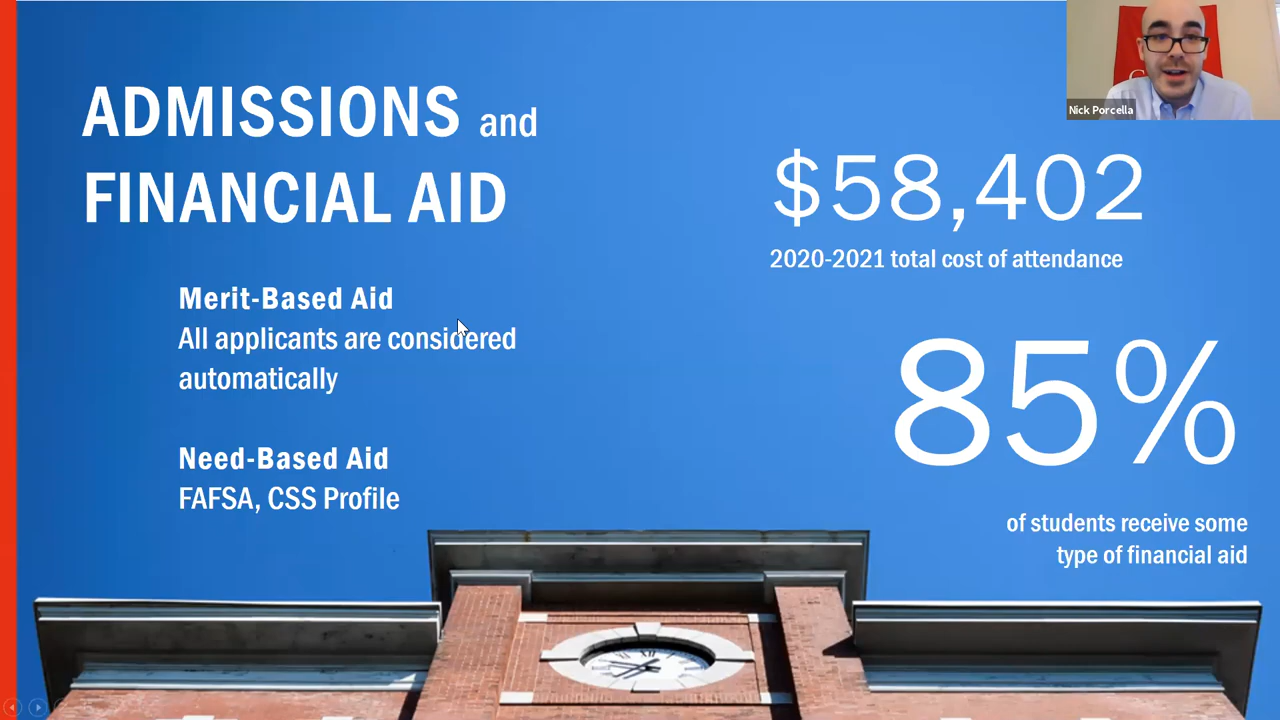 ADMISSIONS and
FINANCIAL AID
Merit-Based Aid
All applicants are considered
automatically
Need-Based Aid
FAFSA, CSS Profile
$58,402
2020-2021 total cost of attendance
85%
of students receive some
type of financial aid
Nick Porcella